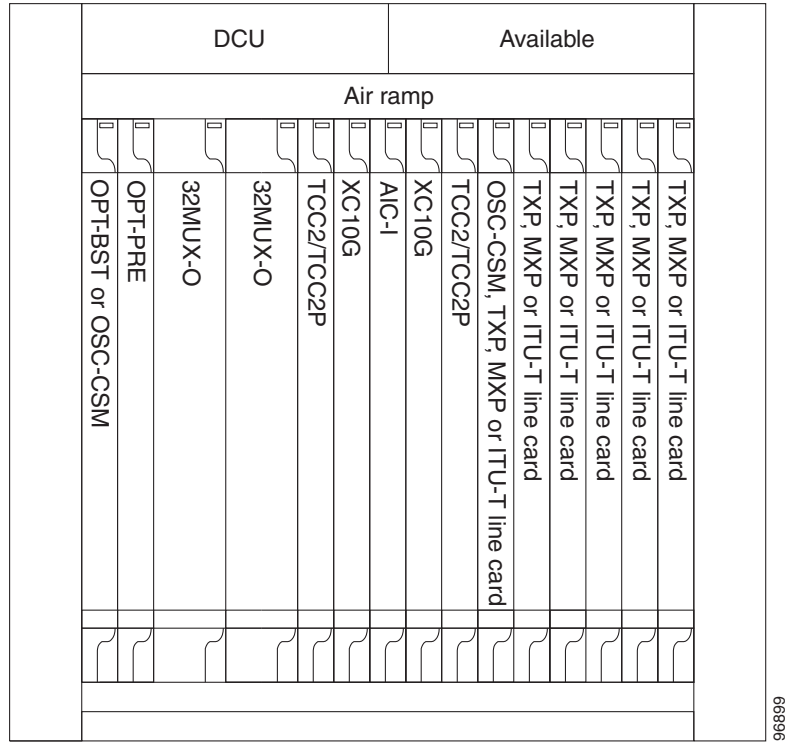 DCU
Available
Air ramp
OPT-BST or OSC-CSM
OPT-PRE
32MUX-O
32MUX-O
TCC2/TCC2P
XC10G
AIC-I
XC10G
TCC2/TCC2P
OSC-CSM, TXP, MXP or ITU-T line card
TXP, MXP or ITU-T line card
TXP, MXP or ITU-T line card
TXP, MXP or ITU-T line card
TXP, MXP or ITU-T line card
TXP, MXP or ITU-T line card
96899